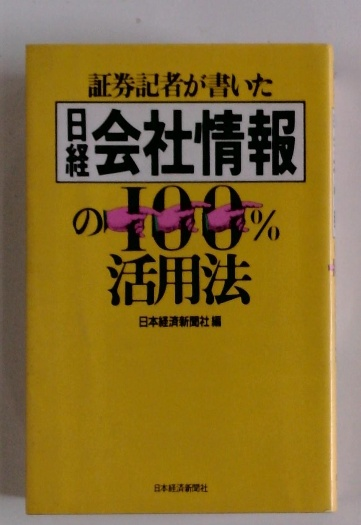 証券記者が書いた
日経会社情報
の100%
活用法
日本経済新聞社 編
日本経済新聞社